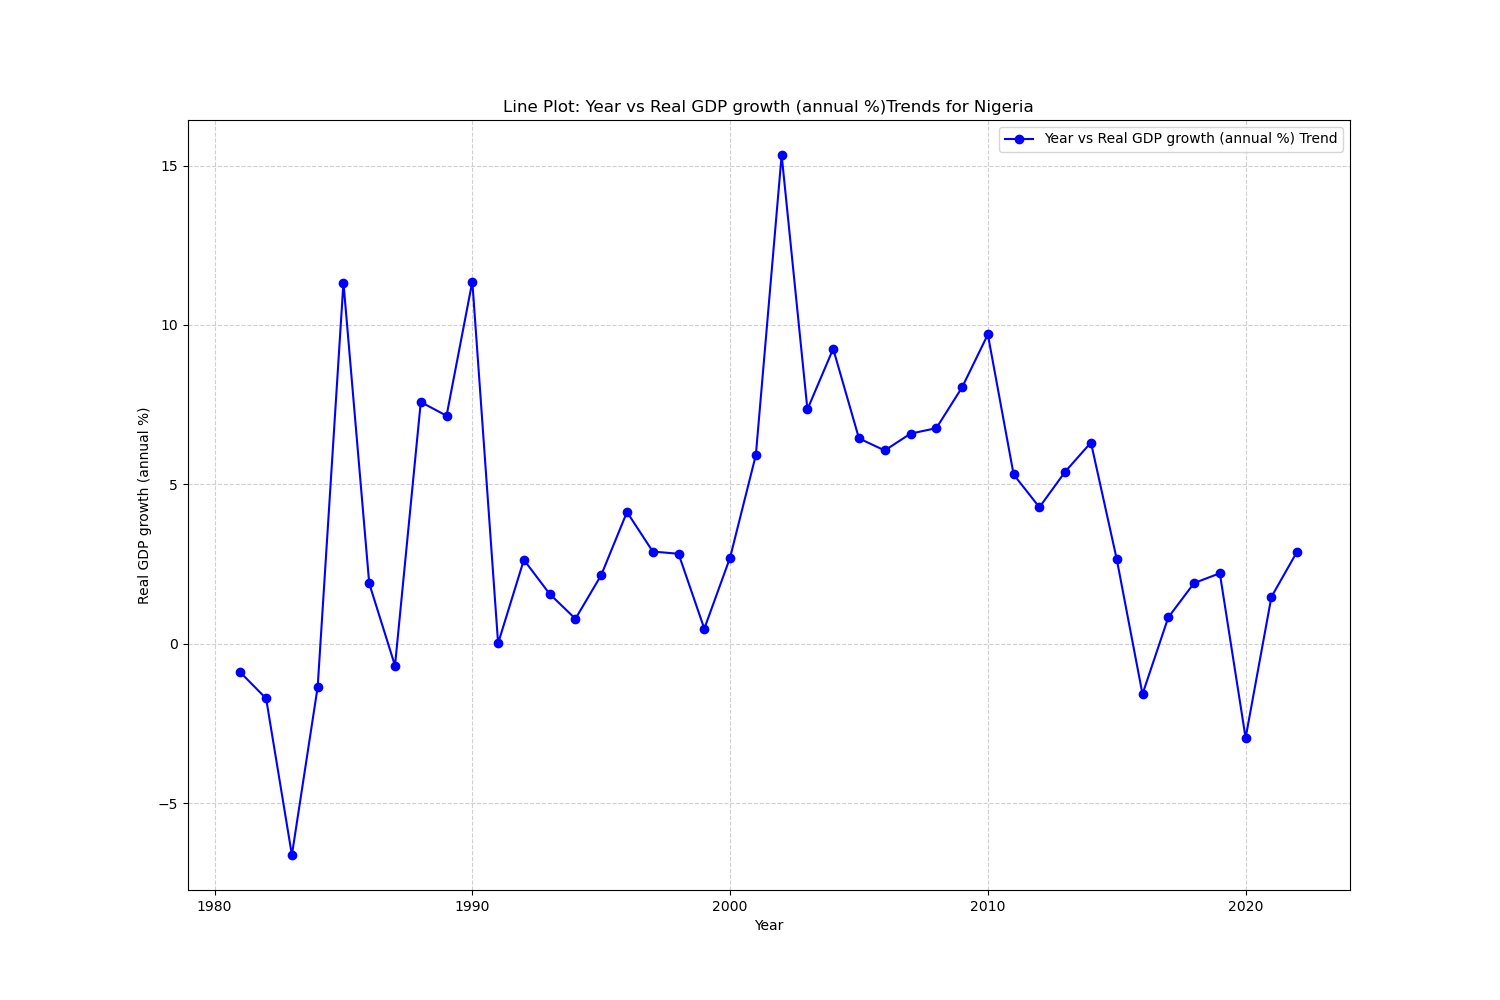 Line Plot: Year vs Real GDP growth (annual %)Trends for Nigeria
Year vs Real GDP growth (annual %) Trend
Real GDP growth (annual %)
15
10
5
0
−5
1980
1990
2000
2010
2020
Year